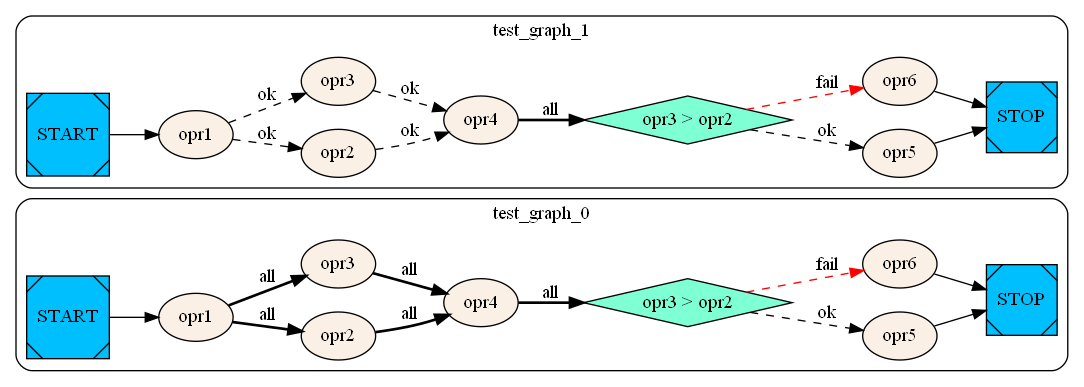 test_graph_1
START
opr1
ok
ok
opr3
opr2
ok
ok
opr4
all
opr3 > opr2
fail
ok
opr6
opr5
STOP
test_graph_0
START
opr1
all
all
opr3
opr2
all
all
opr4
all
opr3 > opr2
fail
ok
opr6
opr5
STOP